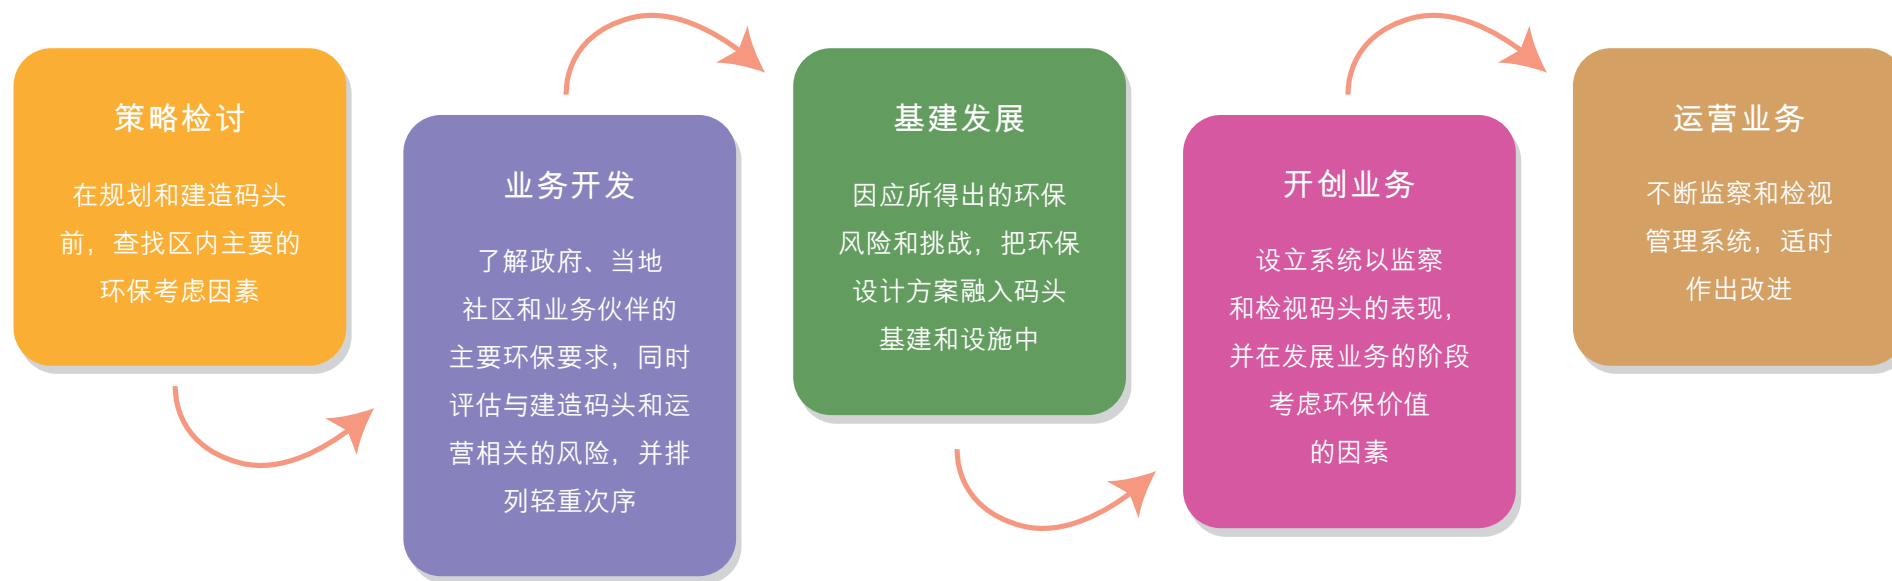 策略检讨
在规划和建造码头
前，查找区内主要的
环保考虑因素
业务开发
了解政府、当地
社区和业务伙伴的
主要环保要求，同时
评估与建造码头和运
营相关的风险，并排
列轻重次序
基建发展
因应所得出的环保
风险和挑战，把环保
设计方案融入码头
基建和设施中
开创业务
设立系统以监察
和检视码头的表现，
并在发展业务的阶段
考虑环保价值
的因素
运营业务
不断监察和检视
管理系统，适时
作出改进